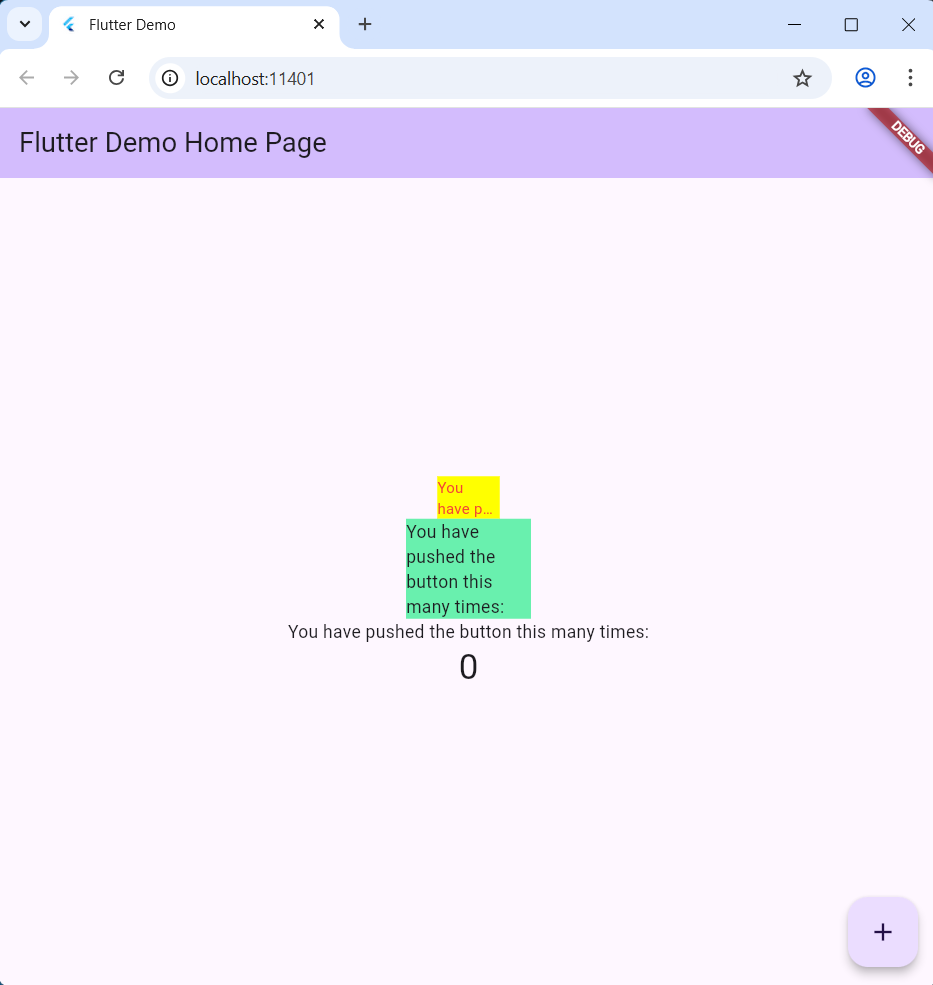 Flutter Demo
localhost:11401
Flutter Demo Home Page
DEBUG
You
have p…
You have
pushed the
button this
many times:
You have pushed the button this many times:
0